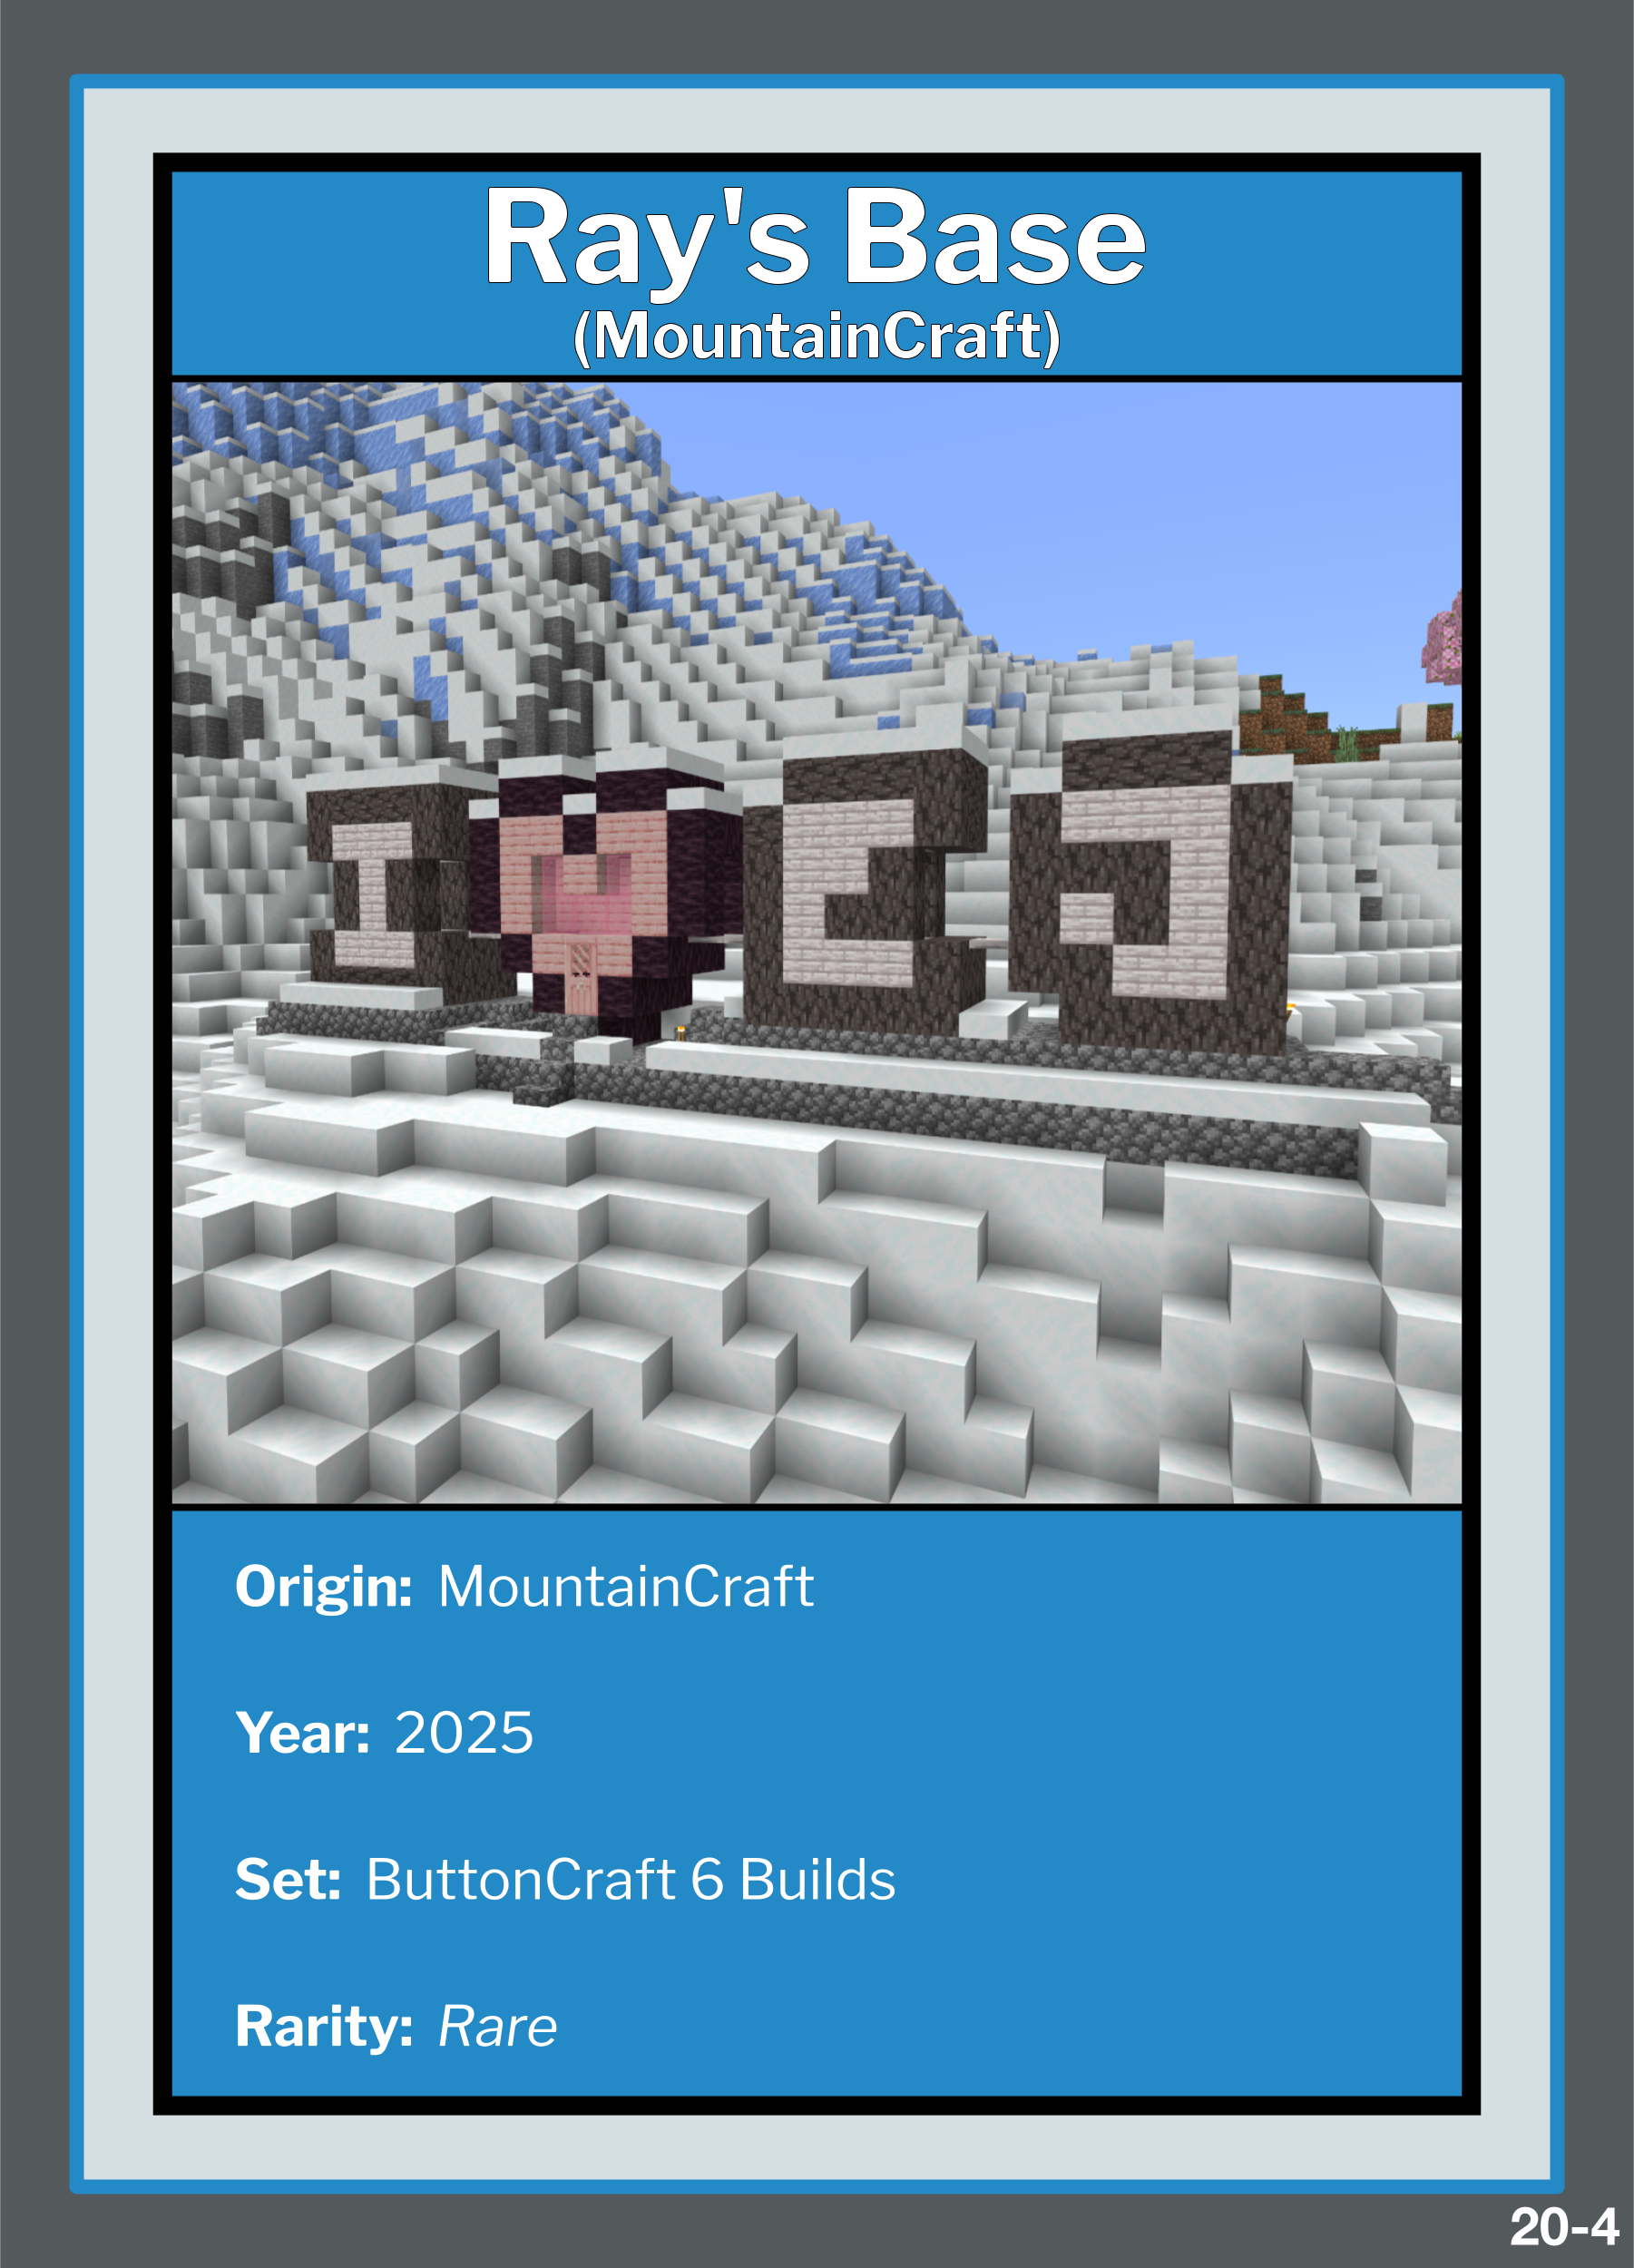 Ray's Base
(MountainCraft)
I ♥ E J
Origin: MountainCraft
Year: 2025
Set: ButtonCraft 6 Builds
Rarity: Rare
20-4